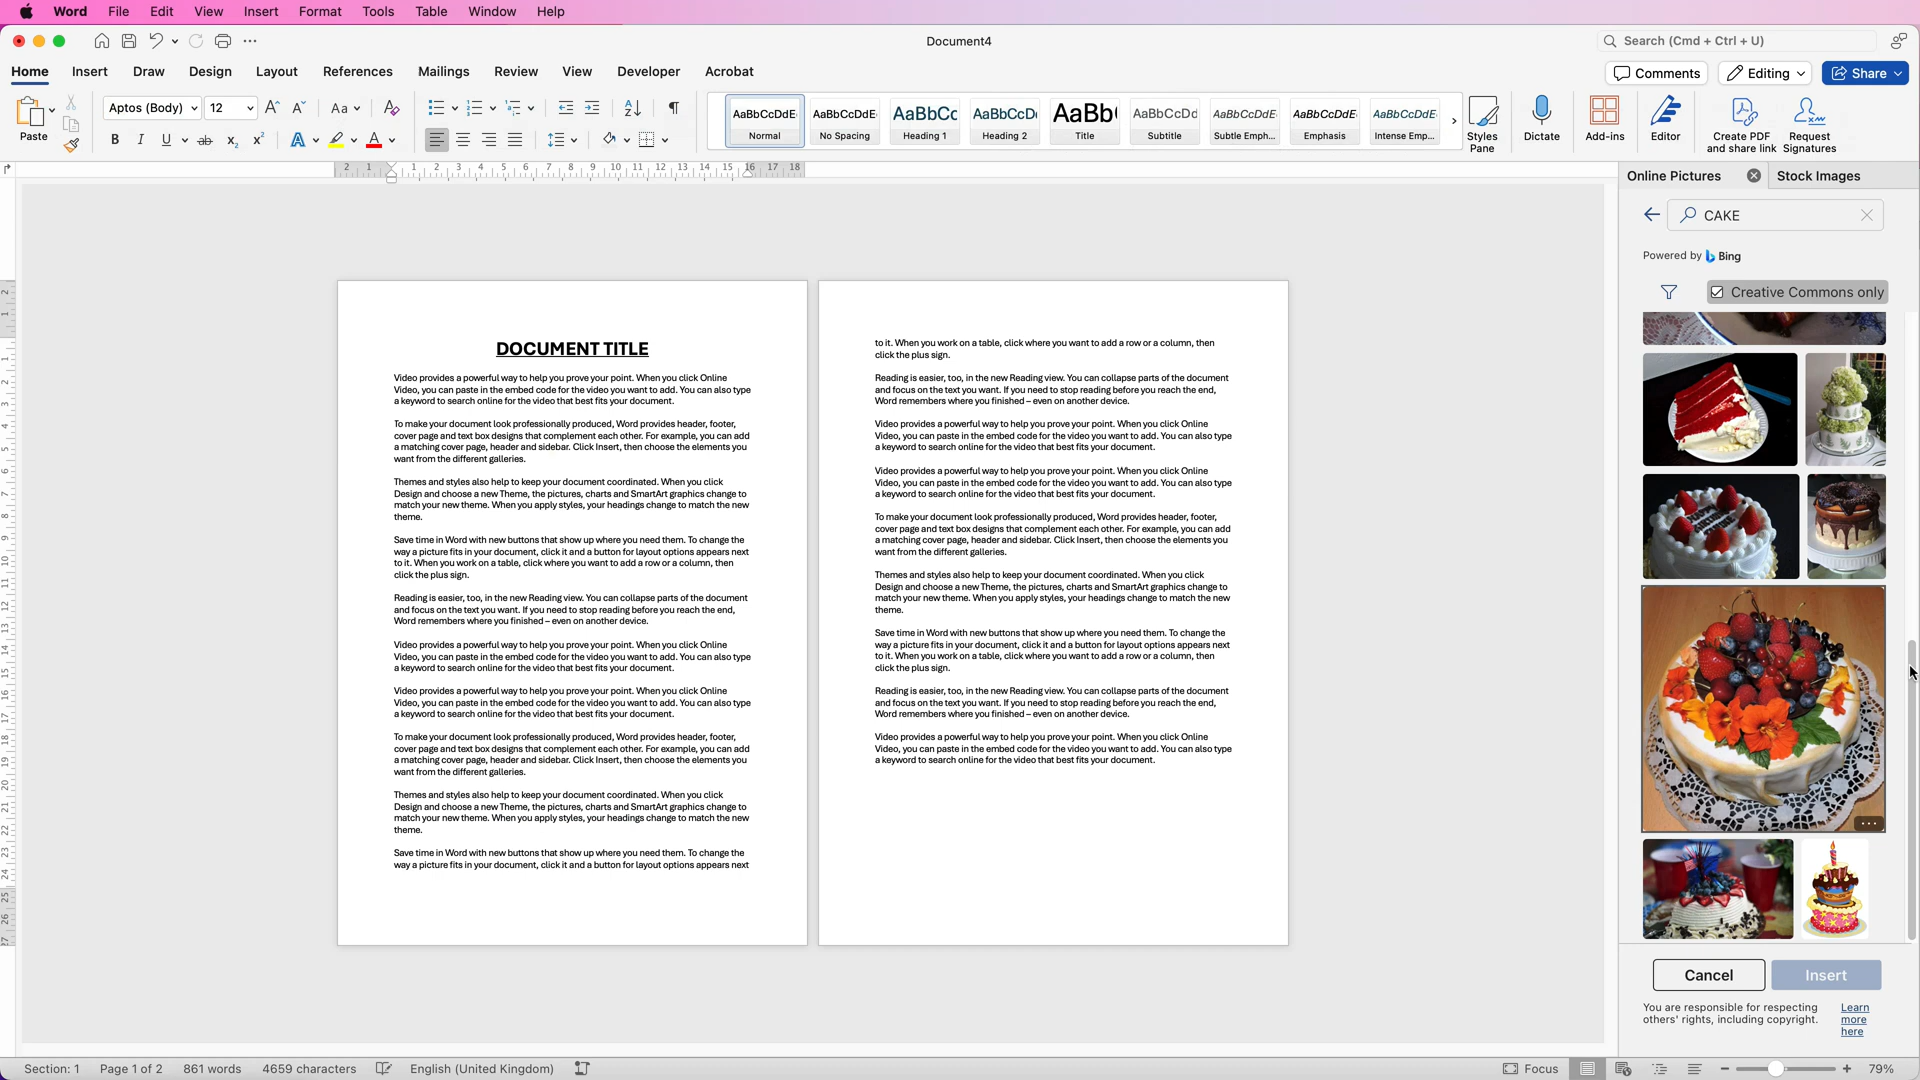 Word File Edit View Insert Format Tools Table Window Help
Document4
Search (Cmd + Ctrl + U)
Home Insert Draw Design Layout References Mailings Review View Developer Acrobat
Comments Editing Share
Paste
Aptos (Body) 12
AaBbCcDdE Normal
AaBbCcDdE No Spacing
AaBbCc Heading 1
AaBbCcD Heading 2
AaBb Title
AaBbCcDd Subtitle
AaBbCcDdE Subtle Emph...
AaBbCcDdE Emphasis
AaBbCcDdE Intense Emp...
Styles Pane
Dictate
Add-ins
Editor
Create PDF and share link
Request Signatures
2 1 1 2 3 4 5 6 7 8 9 10 11 12 13 14 15 16 17 18
DOCUMENT TITLE
Video provides a powerful way to help you prove your point. When you click Online
Video, you can paste in the embed code for the video you want to add. You can also type
a keyword to search online for the video that best fits your document.
To make your document look professionally produced, Word provides header, footer,
cover page and text box designs that complement each other. For example, you can add
a matching cover page, header and sidebar. Click Insert, then choose the elements you
want from the different galleries.
Themes and styles also help to keep your document coordinated. When you click
Design and choose a new Theme, the pictures, charts and SmartArt graphics change to
match your new theme. When you apply styles, your headings change to match the new
theme.
Save time in Word with new buttons that show up where you need them. To change the
way a picture fits in your document, click it and a button for layout options appears next
to it. When you work on a table, click where you want to add a row or a column, then
click the plus sign.
Reading is easier, too, in the new Reading view. You can collapse parts of the document
and focus on the text you want. If you need to stop reading before you reach the end,
Word remembers where you finished – even on another device.
Video provides a powerful way to help you prove your point. When you click Online
Video, you can paste in the embed code for the video you want to add. You can also type
a keyword to search online for the video that best fits your document.
Video provides a powerful way to help you prove your point. When you click Online
Video, you can paste in the embed code for the video you want to add. You can also type
a keyword to search online for the video that best fits your document.
To make your document look professionally produced, Word provides header, footer,
cover page and text box designs that complement each other. For example, you can add
a matching cover page, header and sidebar. Click Insert, then choose the elements you
want from the different galleries.
Themes and styles also help to keep your document coordinated. When you click
Design and choose a new Theme, the pictures, charts and SmartArt graphics change to
match your new theme. When you apply styles, your headings change to match the new
theme.
Save time in Word with new buttons that show up where you need them. To change the
way a picture fits in your document, click it and a button for layout options appears next
to it. When you work on a table, click where you want to add a row or a column, then
click the plus sign.
Reading is easier, too, in the new Reading view. You can collapse parts of the document
and focus on the text you want. If you need to stop reading before you reach the end,
Word remembers where you finished – even on another device.
Video provides a powerful way to help you prove your point. When you click Online
Video, you can paste in the embed code for the video you want to add. You can also type
a keyword to search online for the video that best fits your document.
Video provides a powerful way to help you prove your point. When you click Online
Video, you can paste in the embed code for the video you want to add. You can also type
a keyword to search online for the video that best fits your document.
To make your document look professionally produced, Word provides header, footer,
cover page and text box designs that complement each other. For example, you can add
a matching cover page, header and sidebar. Click Insert, then choose the elements you
want from the different galleries.
Themes and styles also help to keep your document coordinated. When you click
Design and choose a new Theme, the pictures, charts and SmartArt graphics change to
match your new theme. When you apply styles, your headings change to match the new
theme.
Save time in Word with new buttons that show up where you need them. To change the
way a picture fits in your document, click it and a button for layout options appears next
to it. When you work on a table, click where you want to add a row or a column, then
click the plus sign.
Reading is easier, too, in the new Reading view. You can collapse parts of the document
and focus on the text you want. If you need to stop reading before you reach the end,
Word remembers where you finished – even on another device.
Video provides a powerful way to help you prove your point. When you click Online
Video, you can paste in the embed code for the video you want to add. You can also type
a keyword to search online for the video that best fits your document.
Online Pictures Stock Images
CAKE
Powered by Bing
Creative Commons only
Cancel Insert
You are responsible for respecting
others' rights, including copyright.
Learn
more
here
Section: 1 Page 1 of 2 861 words 4659 characters English (United Kingdom) Focus 79%